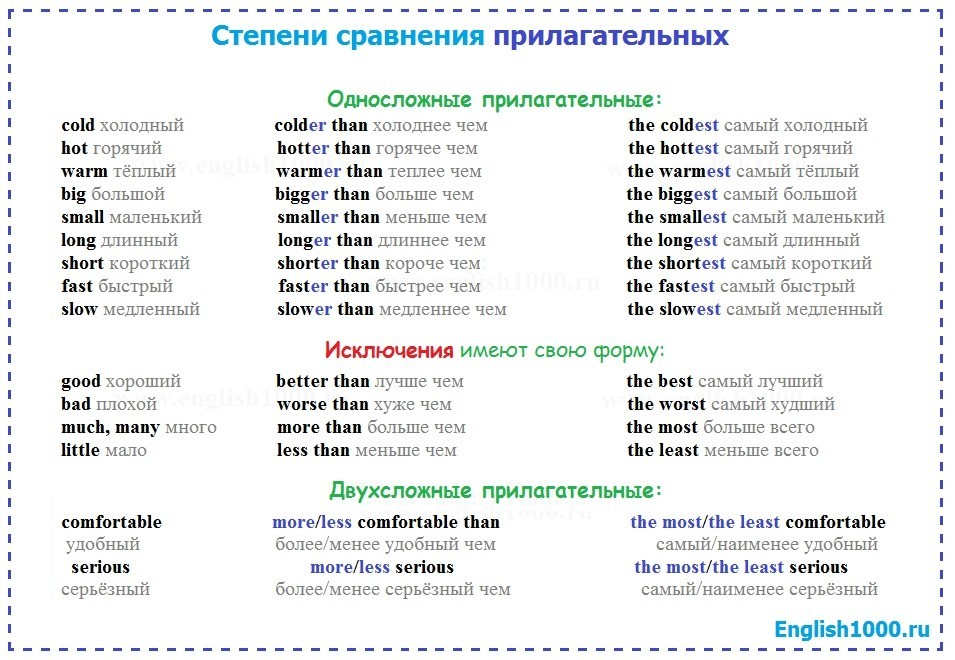 Степени сравнения прилагательных
Односложные прилагательные:
cold холодный colder than холоднее чем the coldest самый холодный
hot горячий hotter than горячее чем the hottest самый горячий
warm тёплый warmer than теплее чем the warmest самый тёплый
big большой bigger than больше чем the biggest самый большой
small маленький smaller than меньше чем the smallest самый маленький
long длинный longer than длиннее чем the longest самый длинный
short короткий shorter than короче чем the shortest самый короткий
fast быстрый faster than быстрее чем the fastest самый быстрый
slow медленный slower than медленнее чем the slowest самый медленный
Исключения имеют свою форму:
good хороший better than лучше чем the best самый лучший
bad плохой worse than хуже чем the worst самый худший
much, many много more than больше чем the most больше всего
little мало less than меньше чем the least меньше всего
Двухсложные прилагательные:
comfortable more/less comfortable than the most/the least comfortable
удобный более/менее удобный чем самый/наименее удобный
serious more/less serious the most/the least serious
серьёзный более/менее серьёзный чем самый/наименее серьёзный
English1000.ru